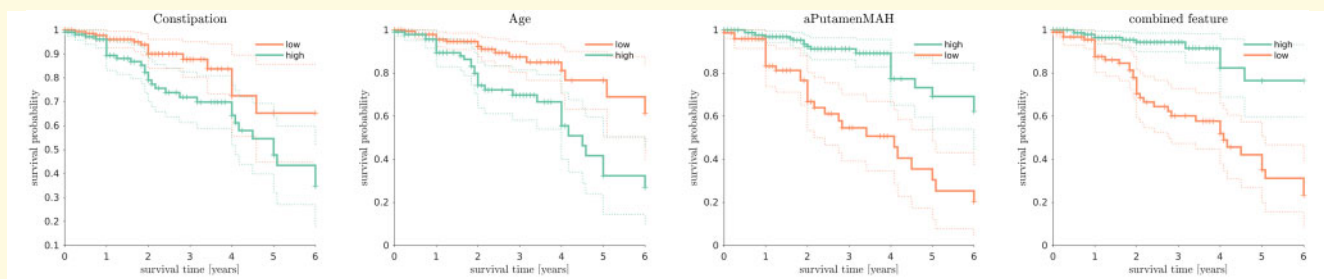 Constipation
1
0.9
0.8
0.7
0.6
0.5
0.4
0.3
0.2
0.1
0 1 2 3 4 5 6
survival time [years]
survival probability
low
high
Age
1
0.8
0.6
0.4
0.2
0
0 1 2 3 4 5 6
survival time [years]
survival probability
low
high
aPutamenMAH
1
0.8
0.6
0.4
0.2
0
0 1 2 3 4 5 6
survival time [years]
survival probability
high
low
combined feature
1
0.8
0.6
0.4
0.2
0
0 1 2 3 4 5 6
survival time [years]
survival probability
high
low